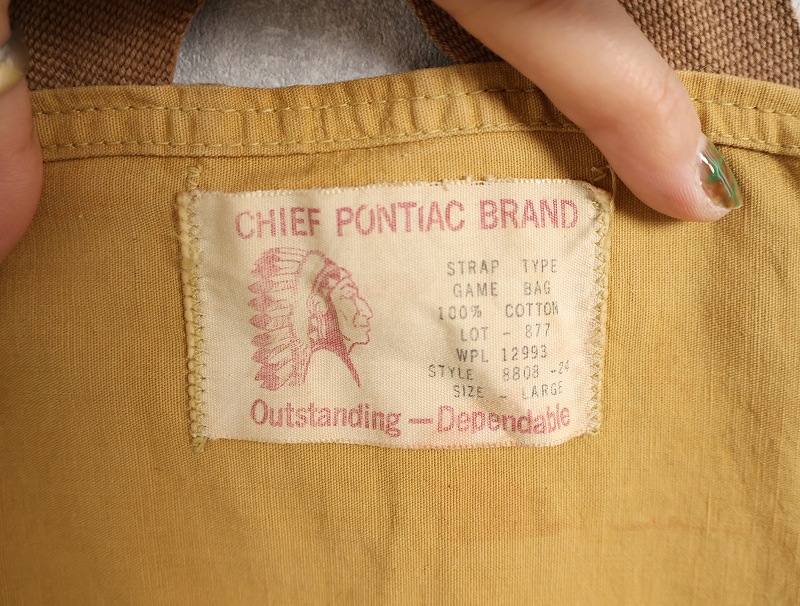 CHIEF PONTIAC BRAND
STRAP TYPE
GAME BAG
100% COTTON
LOT - 877
WPL 12993
STYLE 8808 -24
SIZE - LARGE
Outstanding — Dependable